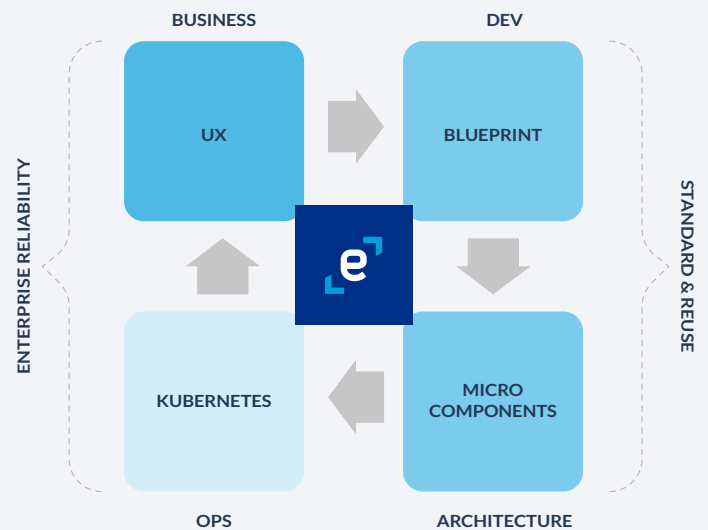 BUSINESS
DEV
UX
BLUEPRINT
ENTERPRISE RELIABILITY
STANDARD & REUSE
e
KUBERNETES
MICRO
COMPONENTS
OPS
ARCHITECTURE